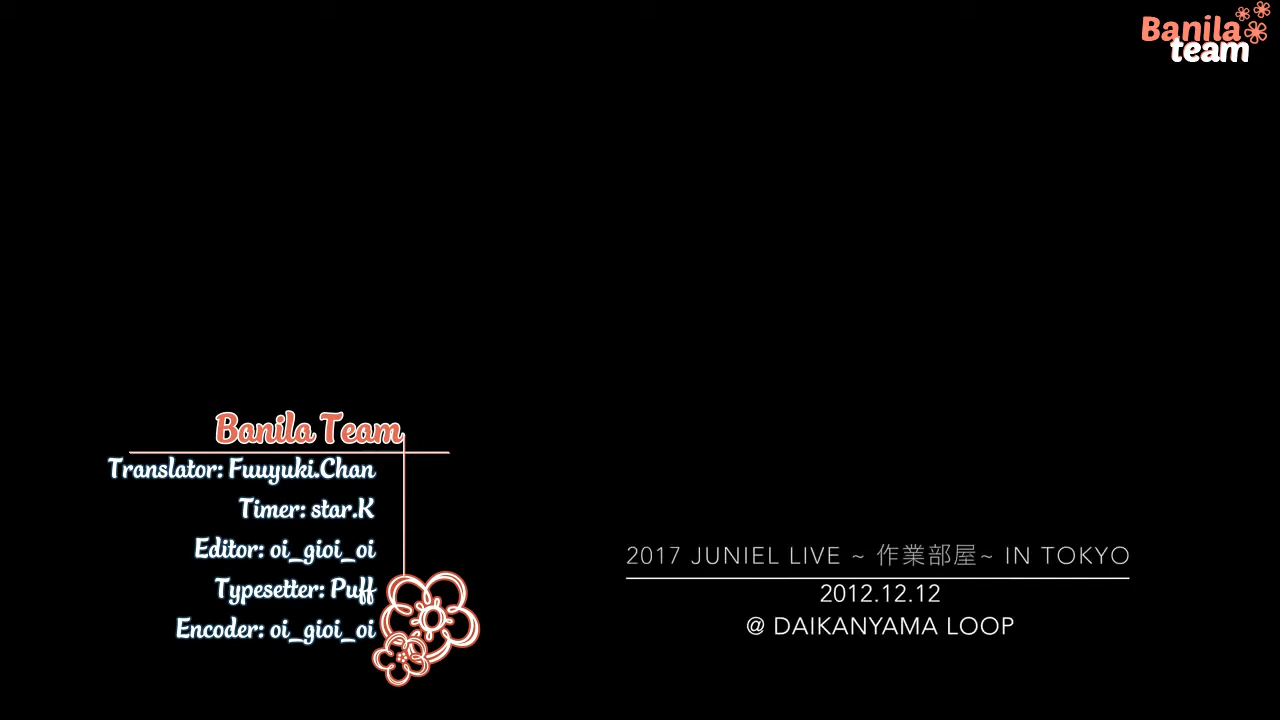 Banila
team
Banila Team
Translator: Fuuyuki.Chan
Timer: star.K
Editor: oi_gioi_oi
Typesetter: Puff
Encoder: oi_gioi_oi
2017 JUNIEL LIVE ~ 作業部屋~ IN TOKYO
2012.12.12
@ DAIKANYAMA LOOP